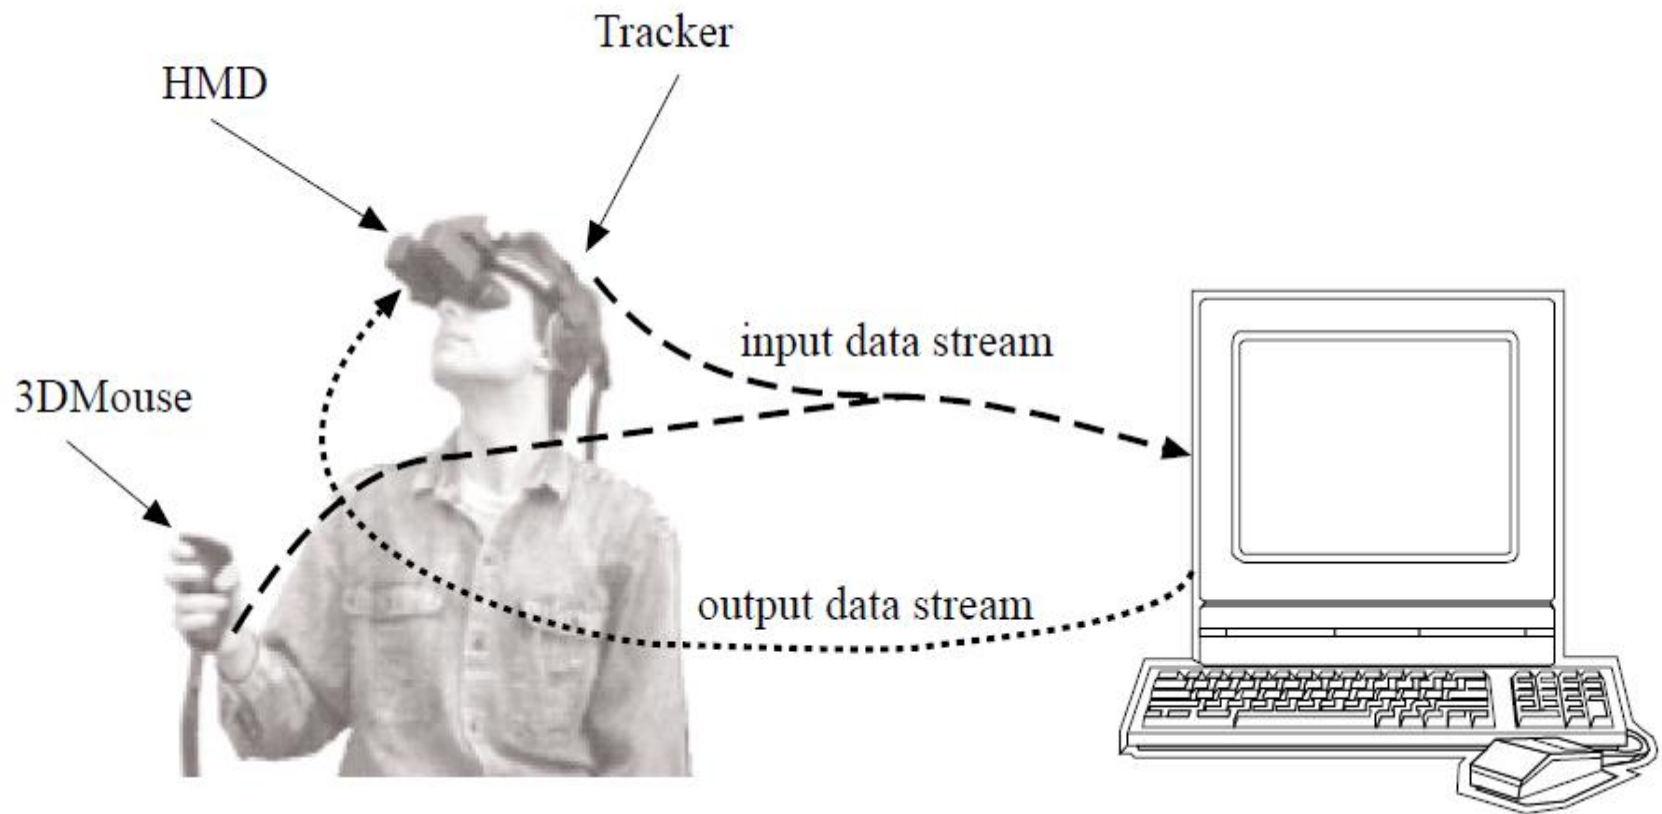 Tracker
HMD
input data stream
3DMouse
output data stream